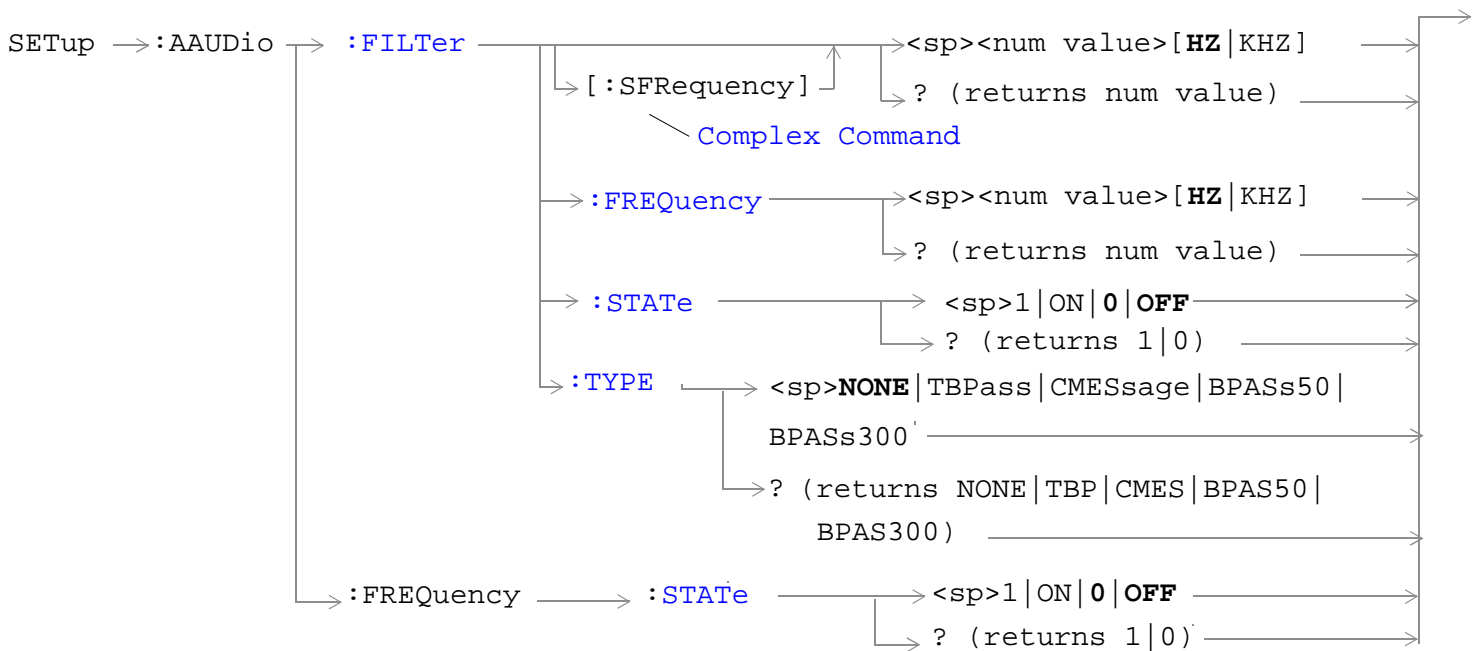 SETup :AAUDio :FILTer <sp><num value>[HZ|KHZ]
[:SFRequency] ? (returns num value)
Complex Command
:FREQuency <sp><num value>[HZ|KHZ]
? (returns num value)
:STATe <sp>1|ON|0|OFF
? (returns 1|0)
:TYPE <sp>NONE|TBPass|CMESsage|BPASs50|
BPASs300
? (returns NONE|TBP|CMES|BPAS50|
BPAS300)
:FREQuency :STATe <sp>1|ON|0|OFF
? (returns 1|0)